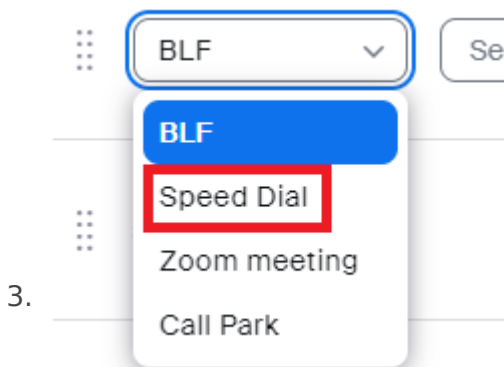 BLF Se
BLF
Speed Dial
Zoom meeting
3.
Call Park